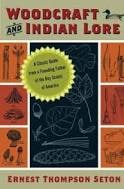 WOODCRAFT
AND INDIAN LORE
A Classic Guide
from a Founding Father
of the Boy Scouts
of America
ERNEST THOMPSON SETON